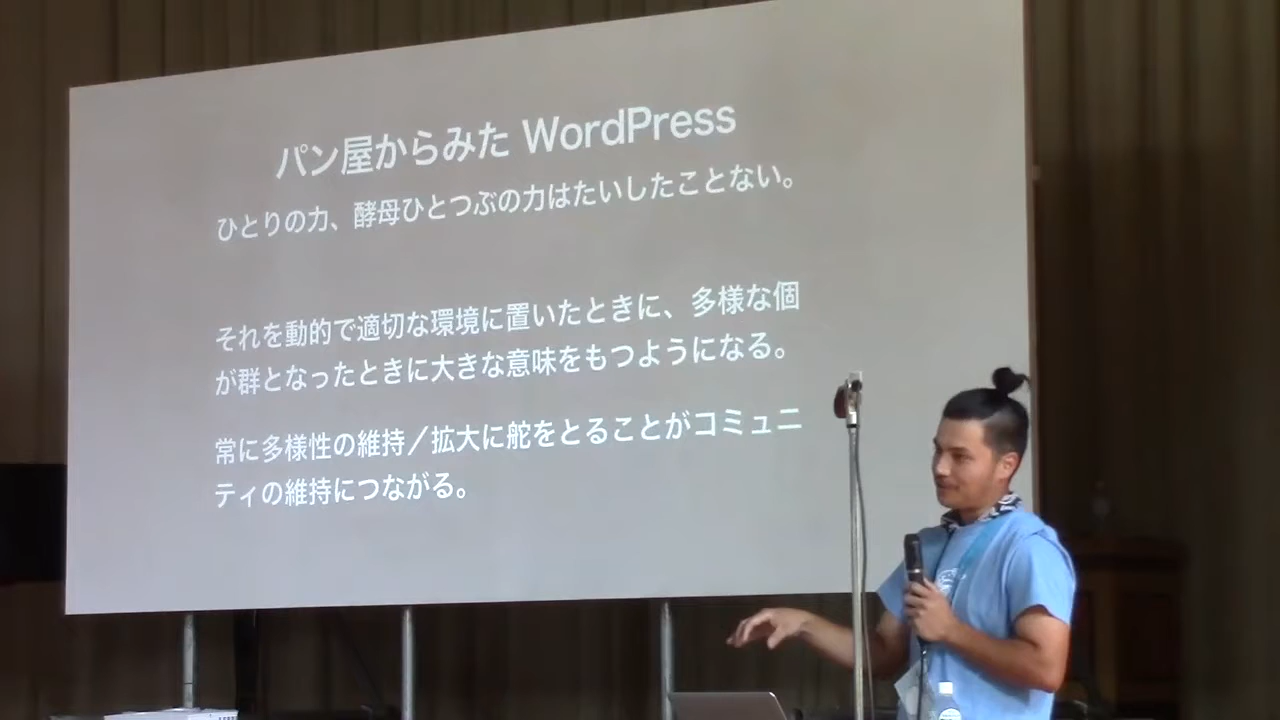 パン屋からみた WordPress
ひとりの力、酵母ひとつぶの力はたいしたことない。
それを動的で適切な環境に置いたときに、多様な個
が群となったときに大きな意味をもつようになる。
常に多様性の維持／拡大に舵をとることがコミュニ
ティの維持につながる。